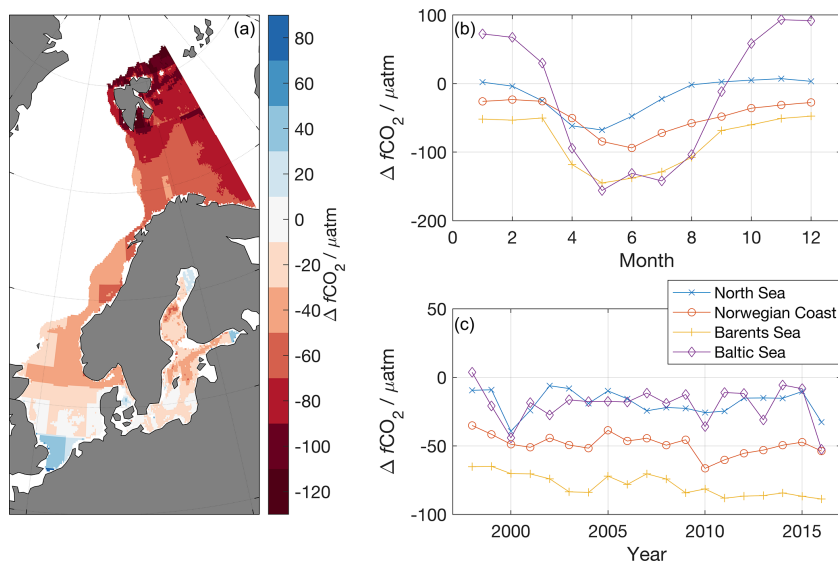 (a)
80
60
40
20
0
-20
-40
-60
-80
-100
-120
Δ fCO2 / μatm
(b)
100
0
-100
-200
Δ fCO2 / μatm
0 2 4 6 8 10 12
Month
(c)
50
0
-50
-100
Δ fCO2 / μatm
North Sea
Norwegian Coast
Barents Sea
Baltic Sea
2000 2005 2010 2015
Year